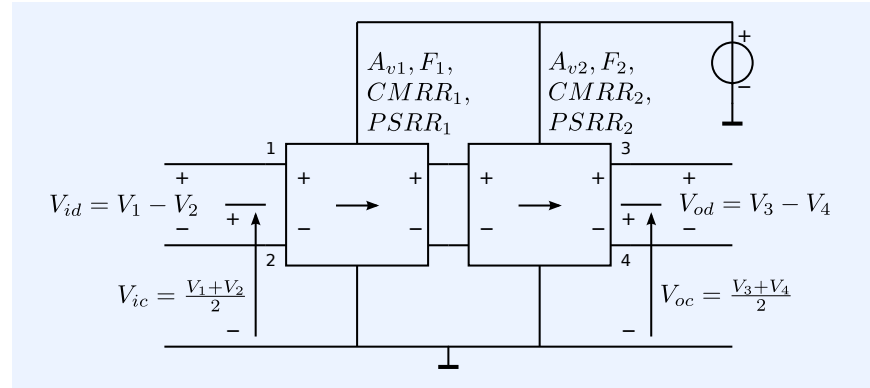 +
−
A_{v1}, F_1,
CMRR_1,
PSRR_1
A_{v2}, F_2,
CMRR_2,
PSRR_2
1
3
+
+
+
+
+
+
V_{id} = V_1 − V_2
+
+
V_{od} = V_3 − V_4
−
−
−
−
−
−
2
4
V_{ic} = \frac{V_1+V_2}{2}
V_{oc} = \frac{V_3+V_4}{2}
−
−